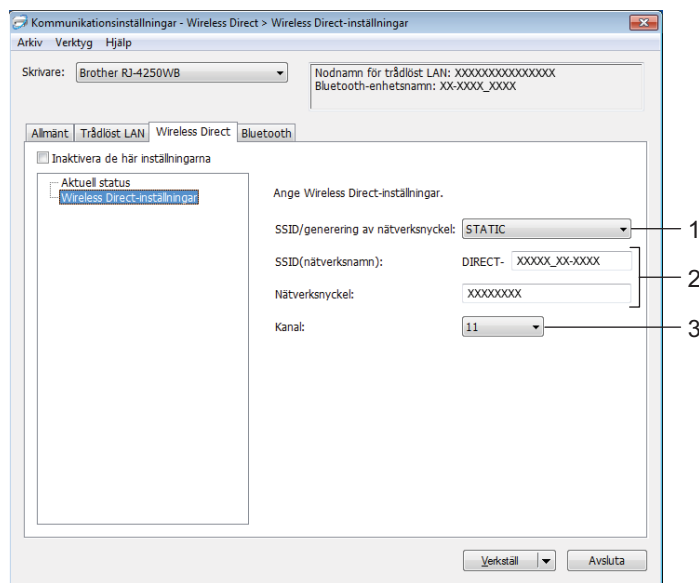 Kommunikationsinställningar - Wireless Direct > Wireless Direct-inställningar
Arkiv Verktyg Hjälp
Skrivare: Brother RJ-4250WB
Nodnamn för trådlöst LAN: XXXXXXXXXXXXXXX
Bluetooth-enhetsnamn: XX-XXXX_XXXX
Allmänt Trådlöst LAN Wireless Direct Bluetooth
Inaktivera de här inställningarna
Aktuell status
Wireless Direct-inställningar
Ange Wireless Direct-inställningar.
SSID/generering av nätverksnyckel: STATIC 1
SSID(nätverksnamn): DIRECT- XXXXX_XX-XXXX
2
Nätverksnyckel: XXXXXXXX
Kanal: 11 3
Verkställ Avsluta